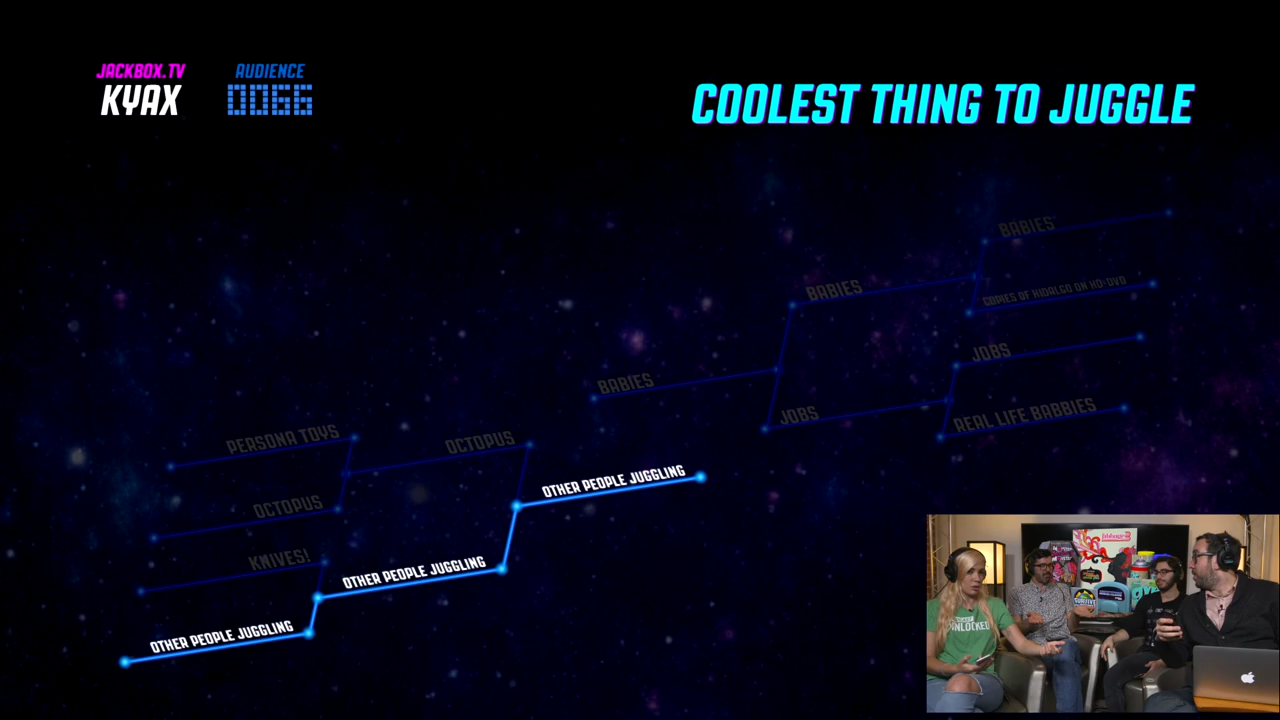 JACKBOX.TV
KYAX
AUDIENCE
0066
COOLEST THING TO JUGGLE
BABIES
COPIES OF HIDALGO ON HD-DVD
BABIES
JOBS
BABIES
JOBS
REAL LIFE BABBIES
PERSONA TOYS
OCTOPUS
OTHER PEOPLE JUGGLING
OCTOPUS
KNIVES!
OTHER PEOPLE JUGGLING
OTHER PEOPLE JUGGLING
UNLOCKED